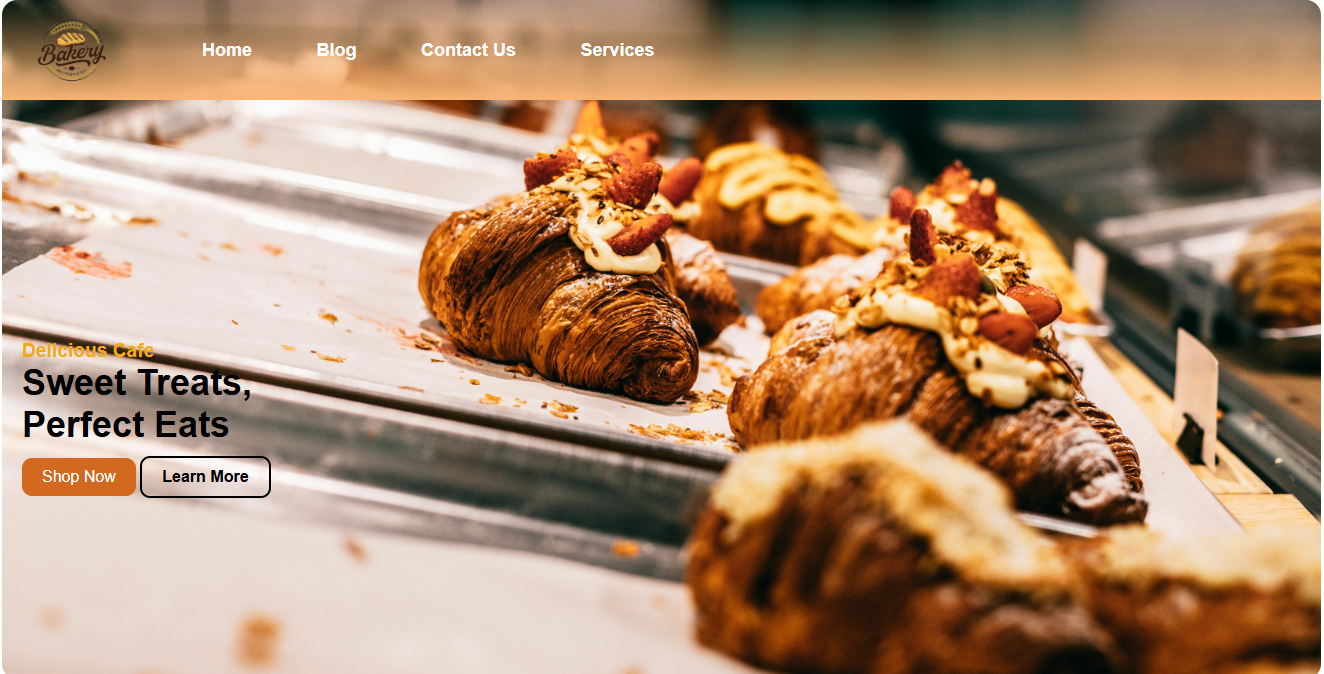 Bakery
Home
Blog
Contact Us
Services
Delicious Cafe
Sweet Treats,
Perfect Eats
Shop Now
Learn More